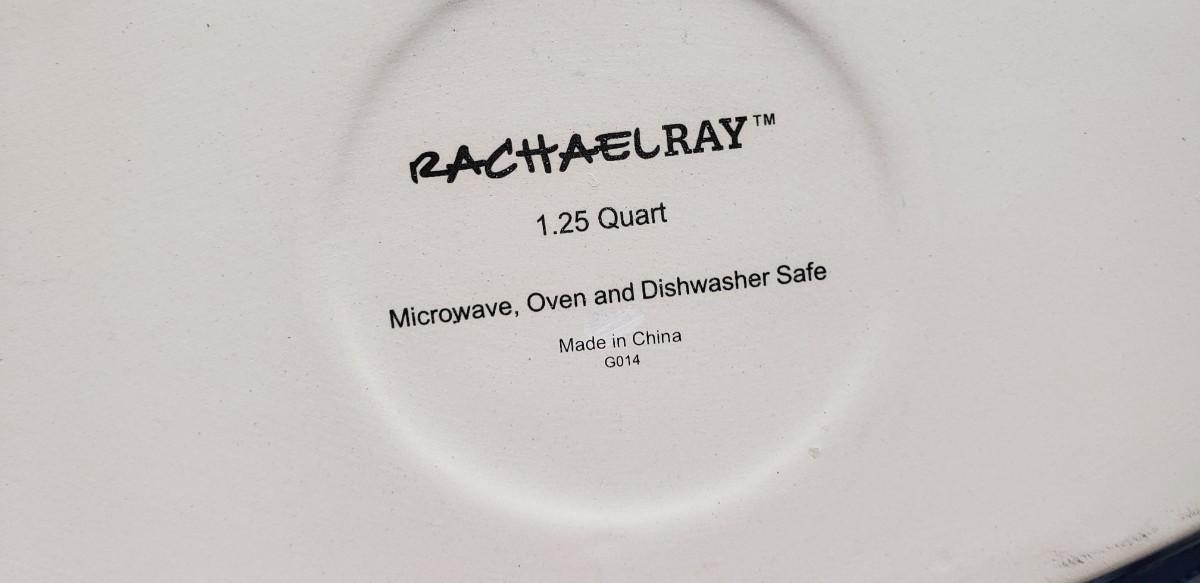 RACHAELRAY™
1.25 Quart
Microwave, Oven and Dishwasher Safe
Made in China
G014